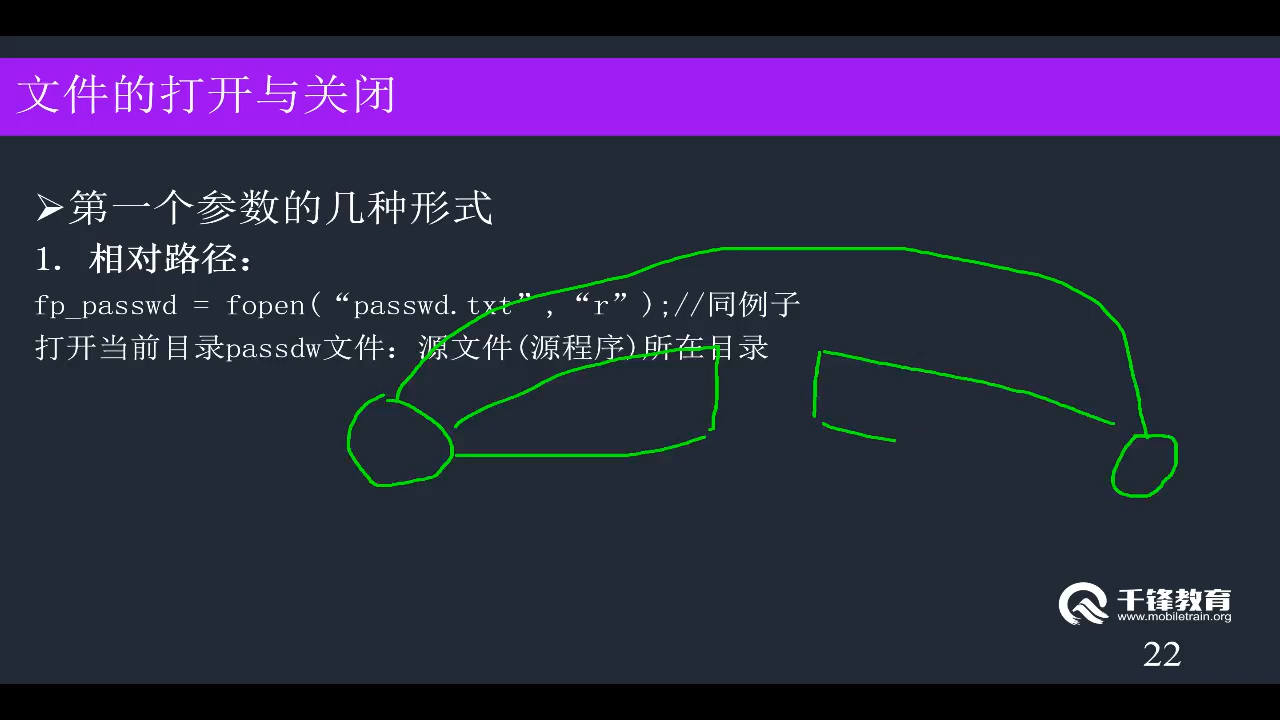 文件的打开与关闭
➢第一个参数的几种形式
1. 相对路径：
fp_passwd = fopen(“passwd.txt”,“r”);//同例子
打开当前目录passdw文件：源文件(源程序)所在目录
千锋教育
www.mobiletrain.org
22